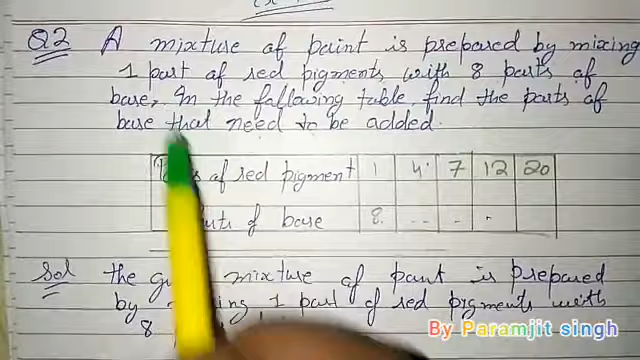 Q2 A mixture of paint is prepared by mixing
1 part of red pigments with 8 parts of
base,. In the following table, find the parts of
base that need to be added.
of red pigment 1 4 7 12 20
of base 8
Sol the mixture of paint is prepared
by 1 part of red pigments with
8
By Paramjit singh